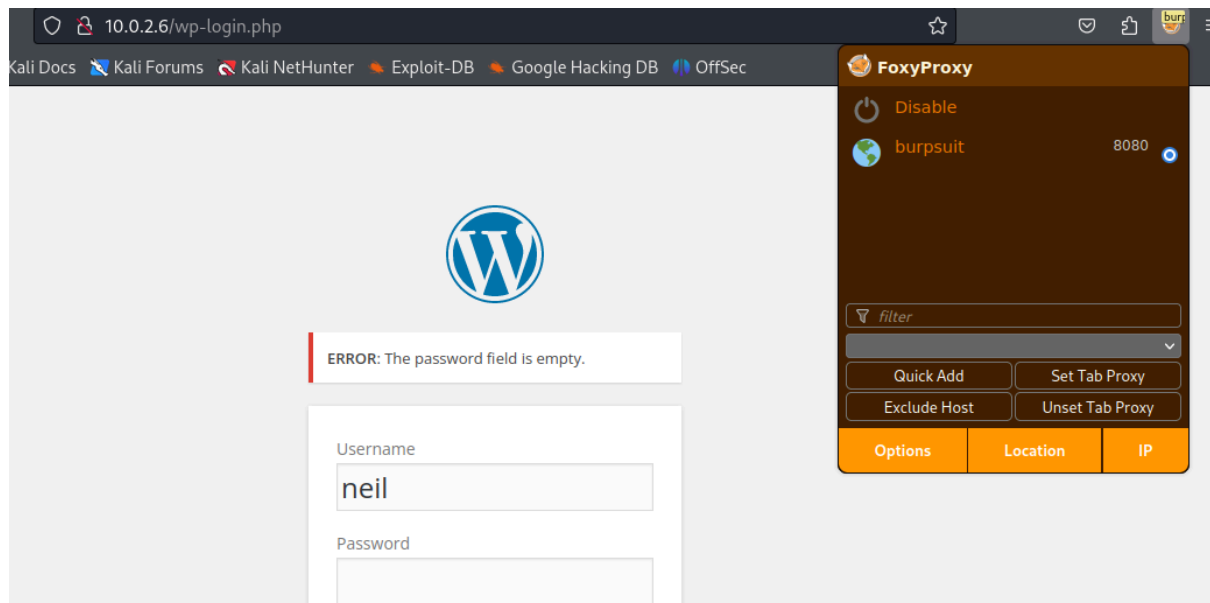 10.0.2.6/wp-login.php
burp
Kali Docs Kali Forums Kali NetHunter Exploit-DB Google Hacking DB OffSec
FoxyProxy
Disable
burpsuit 8080
filter
Quick Add Set Tab Proxy
Exclude Host Unset Tab Proxy
Options Location IP
ERROR: The password field is empty.
Username
neil
Password